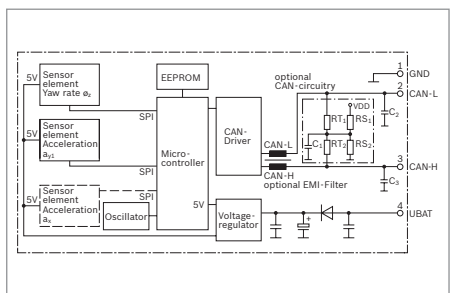 5V
Sensor
element
Yaw rate ø₂
SPI
5V
Sensor
element
Acceleration
aᵧ₁
SPI
5V
Sensor
element
Acceleration
aₓ
SPI
Oscillator
EEPROM
Micro-
controller
5V
CAN-
Driver
Voltage-
regulator
optional
CAN-circuitry
CAN-L
CAN-H
optional EMI-Filter
VDD
RT₁
RS₁
C₁
RT₂
RS₂
C₂
C₃
+
1
GND
2
CAN-L
3
CAN-H
4
UBAT